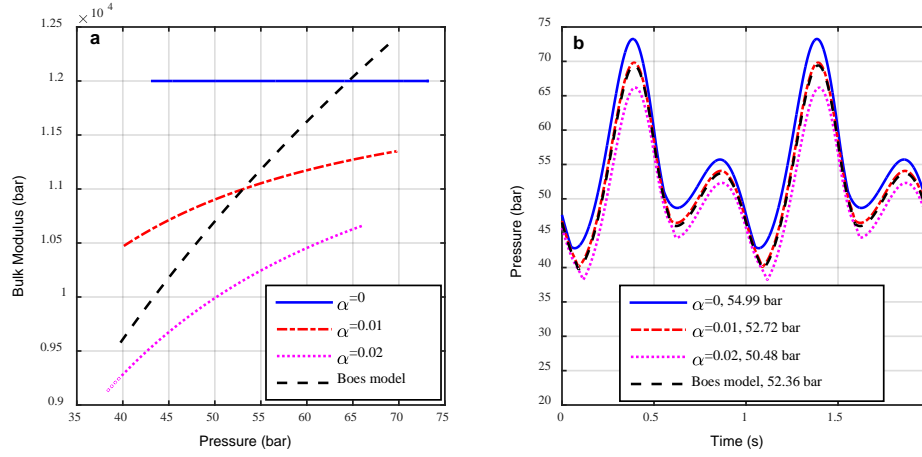 × 10⁴
a
Bulk Modulus (bar)
1.25
1.2
1.15
1.1
1.05
1
0.95
0.9
35 40 45 50 55 60 65 70 75
Pressure (bar)
α=0
α=0.01
α=0.02
Boes model
b
Pressure (bar)
75
70
65
60
55
50
45
40
35
30
25
20
0 0.5 1 1.5
Time (s)
α=0, 54.99 bar
α=0.01, 52.72 bar
α=0.02, 50.48 bar
Boes model, 52.36 bar